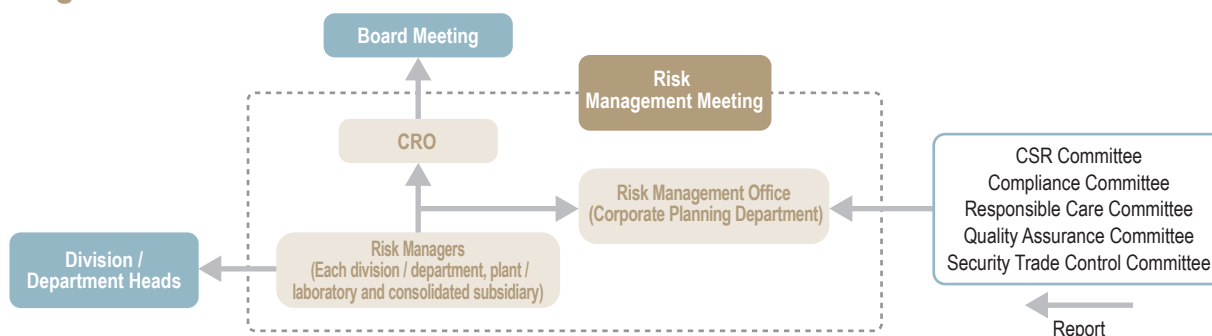 Board Meeting
Risk
Management Meeting
CRO
CSR Committee
Compliance Committee
Responsible Care Committee
Quality Assurance Committee
Security Trade Control Committee
Risk Management Office
(Corporate Planning Department)
Division /
Department Heads
Risk Managers
(Each division / department, plant /
laboratory and consolidated subsidiary)
Report